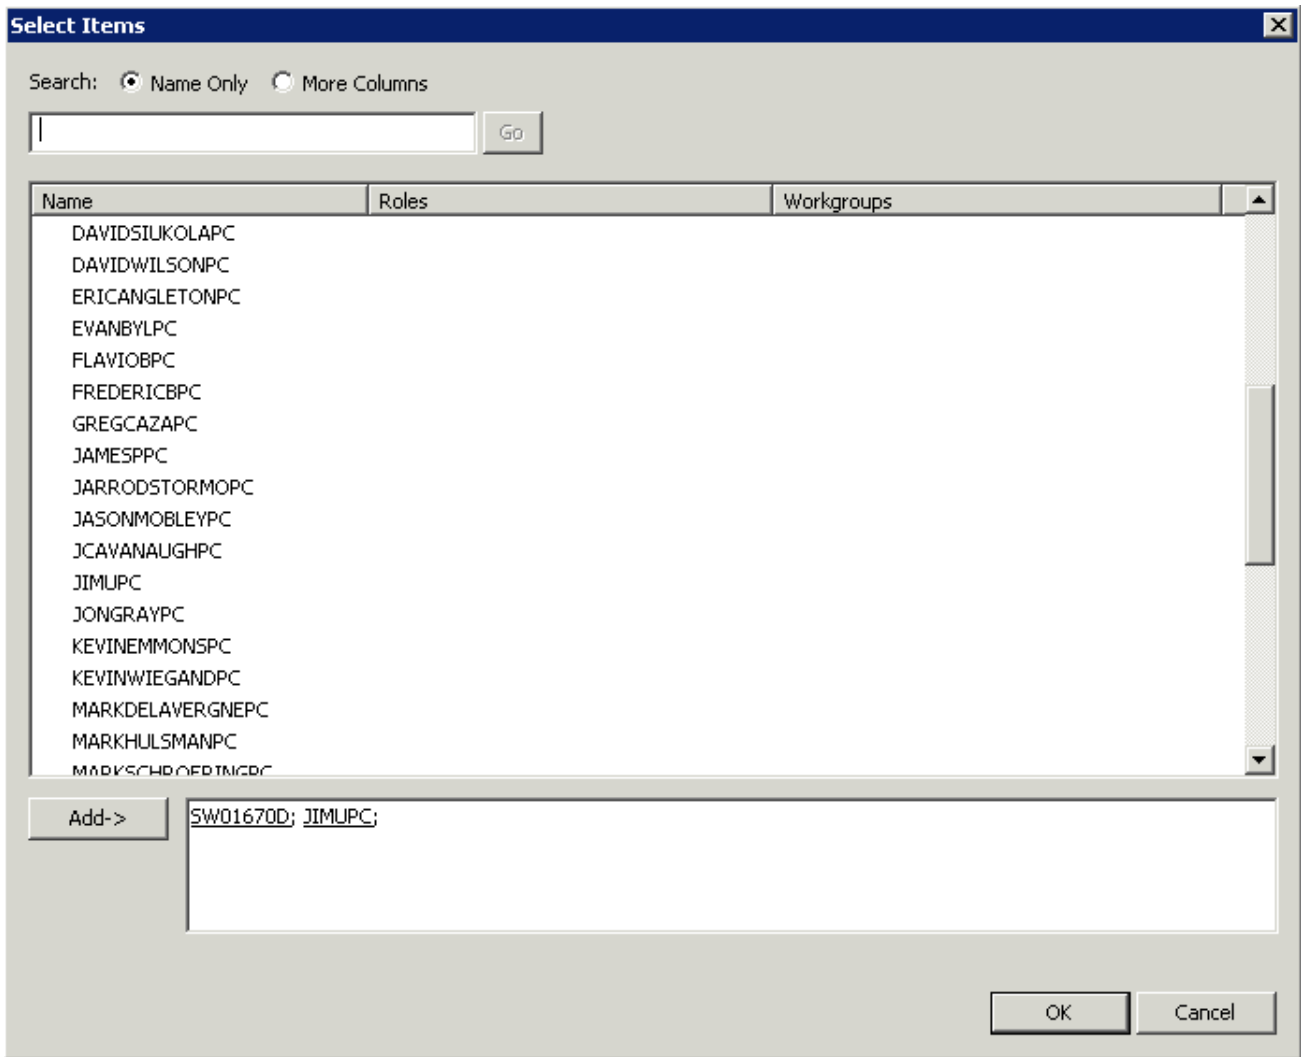 Select Items
Search: Name Only More Columns
Go
Name Roles Workgroups
DAVIDSIUKOLAPC
DAVIDWILSONPC
ERICANGLETONPC
EVANBYLPC
FLAVIOBPC
FREDERICBPC
GREGCAZAPC
JAMESPPC
JARRODSTORMOPC
JASONMOBLEYPC
JCAVANAUGHPC
JIMUPC
JONGRAYPC
KEVINEMMONSPC
KEVINWIEGANDPC
MARKDELAVERGNEPC
MARKHULSMANPC
MARKSCHROERINGPC
Add-> SW01670D; JIMUPC;
OK Cancel